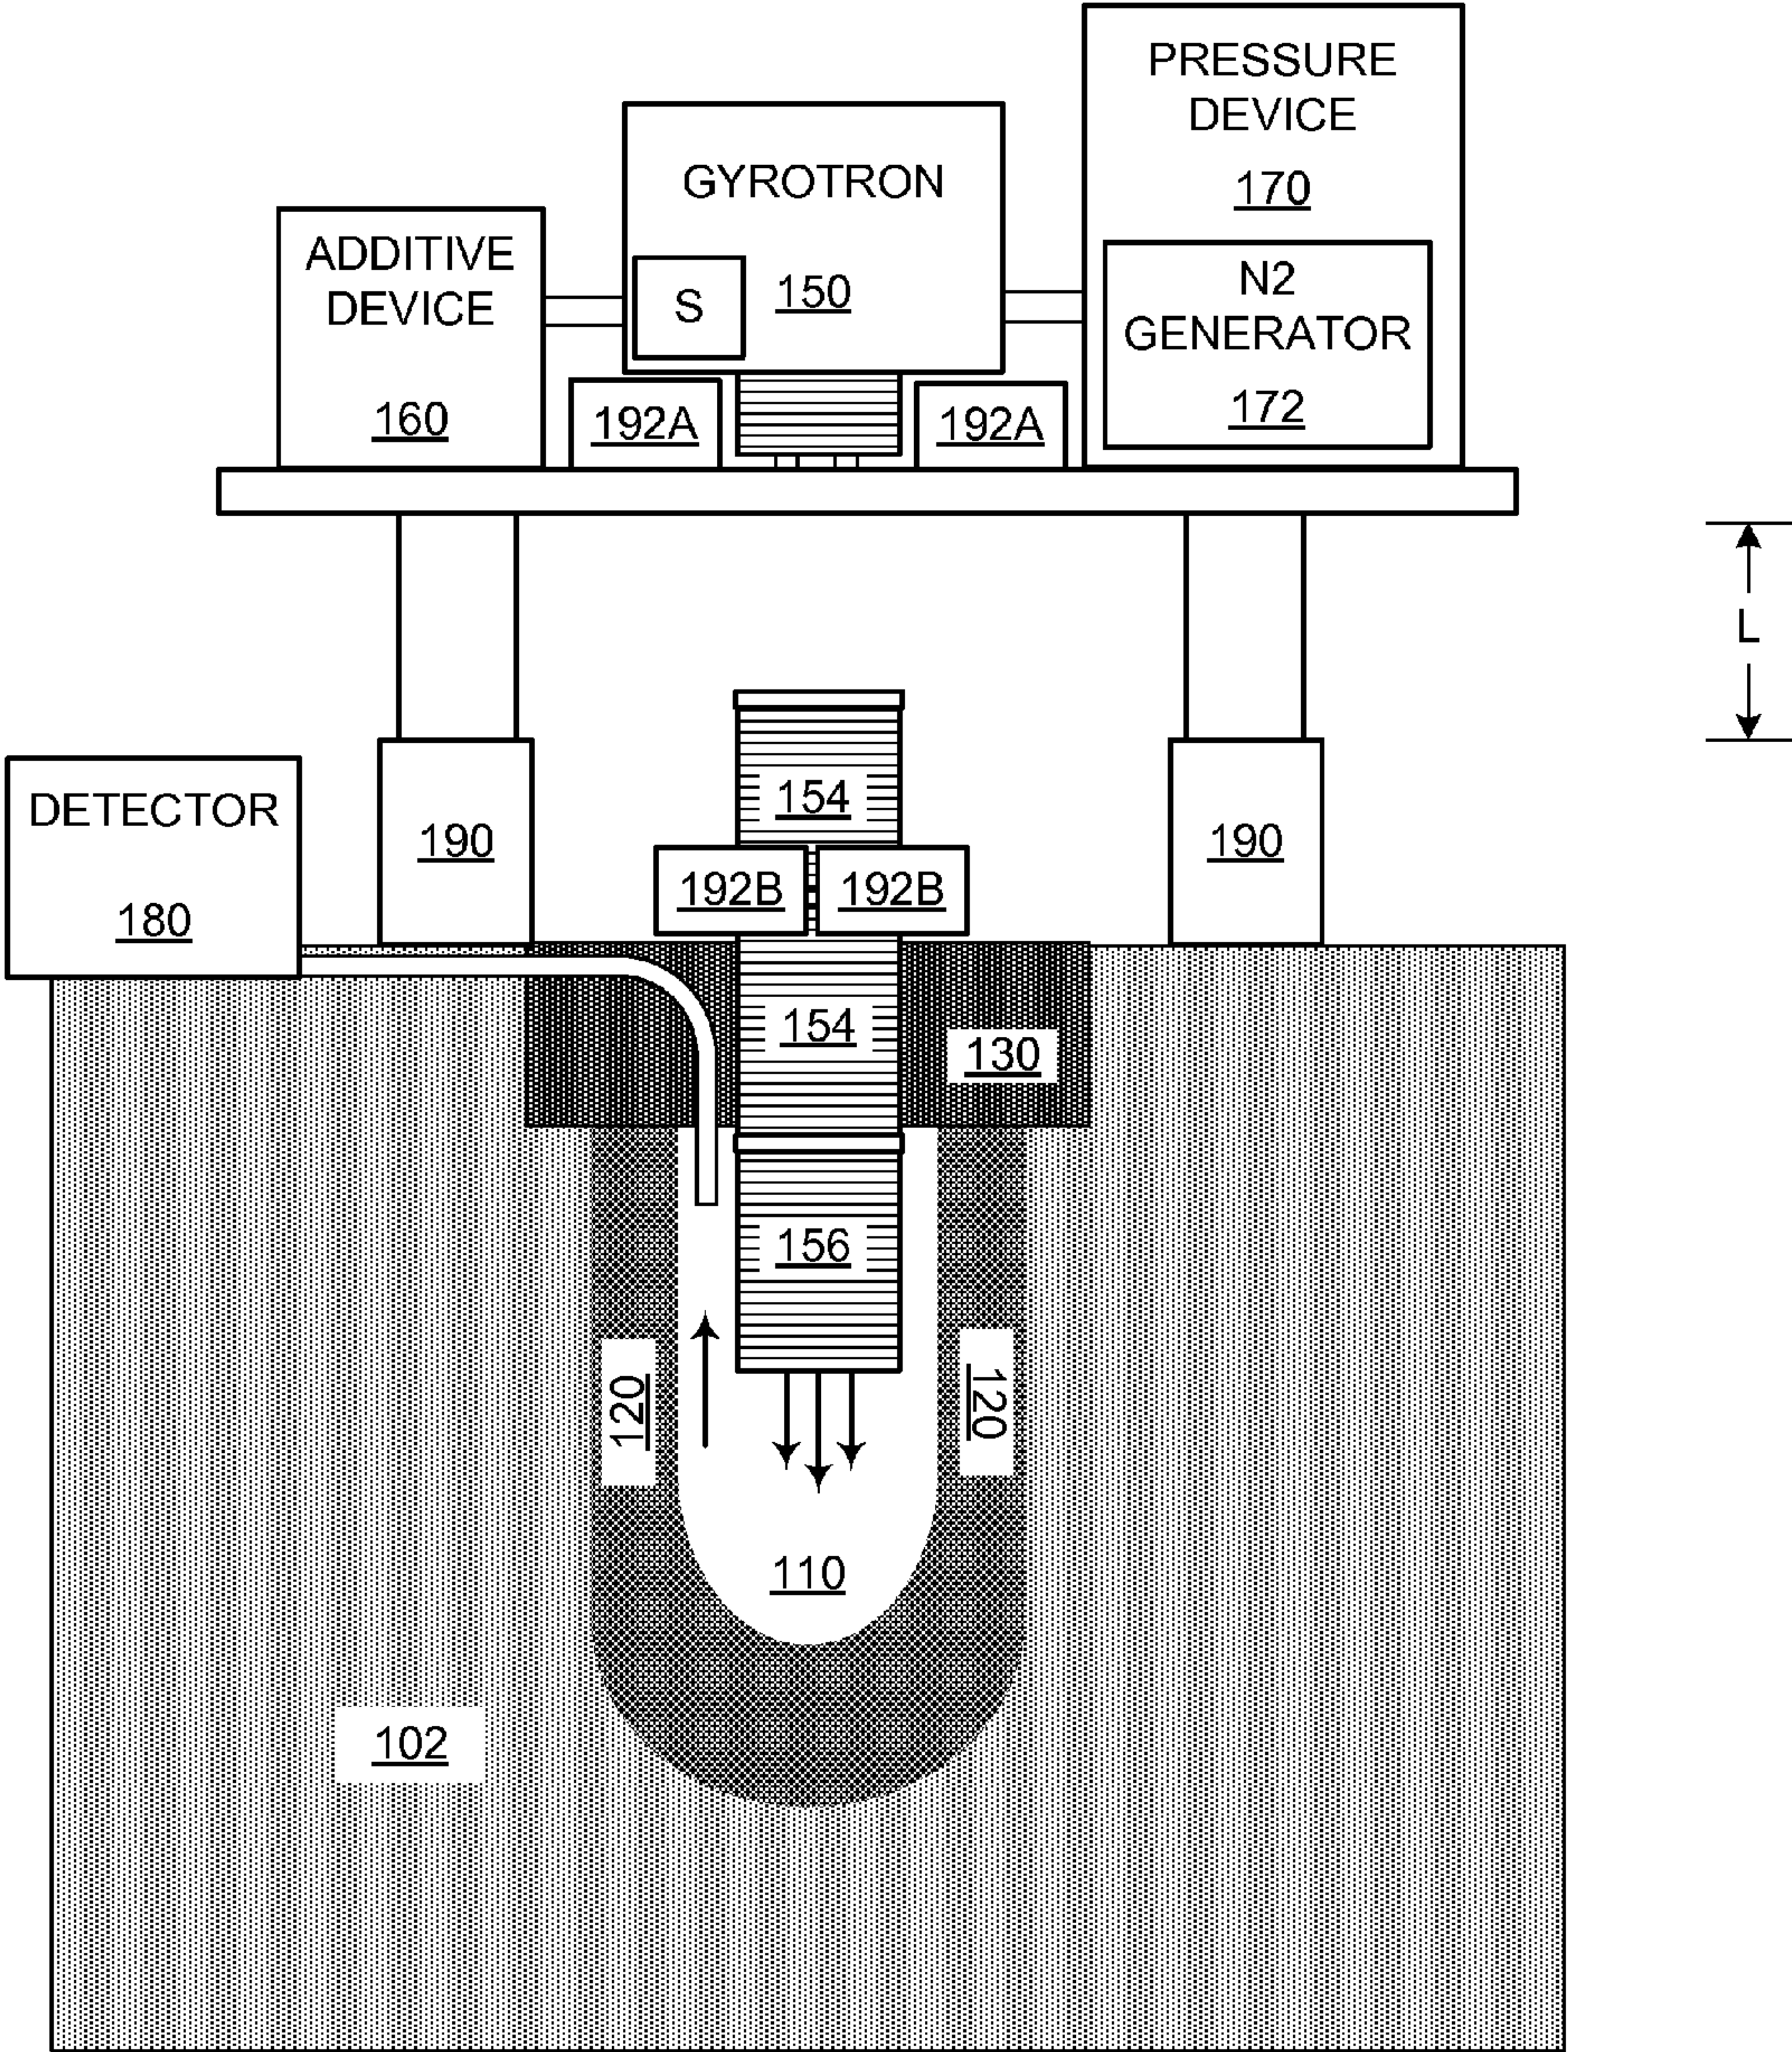 PRESSURE
DEVICE
170
GYROTRON
150
S
ADDITIVE
DEVICE
160
N2
GENERATOR
172
192A
192A
L
154
DETECTOR
180
190
190
192B
192B
154
130
156
120
120
110
102